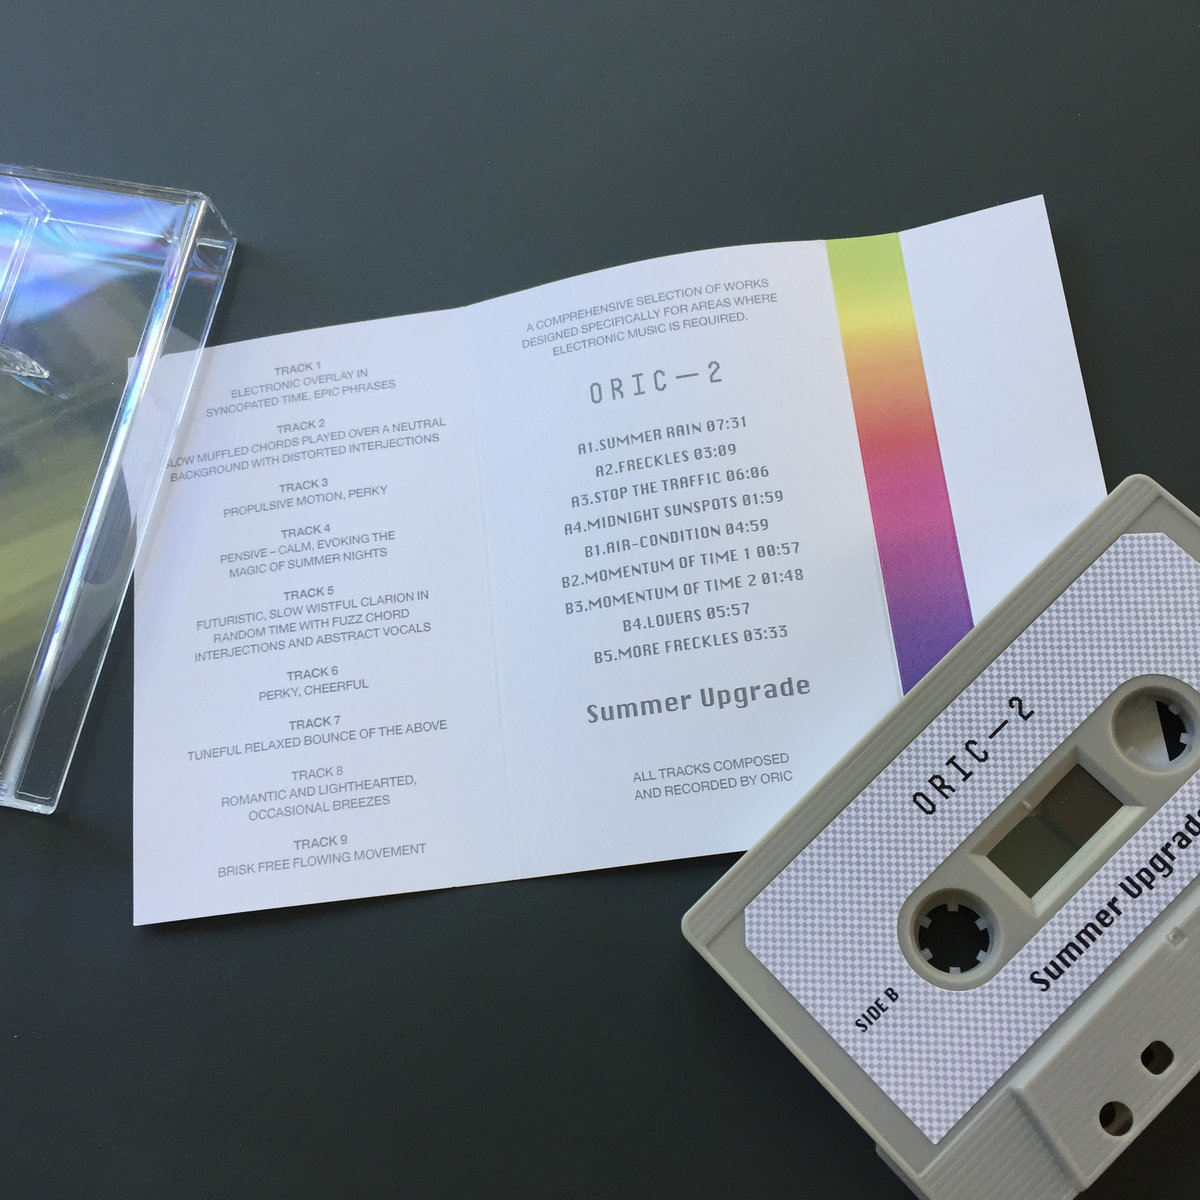 TRACK 1
ELECTRONIC OVERLAY IN
SYNCOPATED TIME, EPIC PHRASES
TRACK 2
SLOW MUFFLED CHORDS PLAYED OVER A NEUTRAL
BACKGROUND WITH DISTORTED INTERJECTIONS
TRACK 3
PROPULSIVE MOTION, PERKY
TRACK 4
PENSIVE – CALM, EVOKING THE
MAGIC OF SUMMER NIGHTS
TRACK 5
FUTURISTIC, SLOW WISTFUL CLARION IN
RANDOM TIME WITH FUZZ CHORD
INTERJECTIONS AND ABSTRACT VOCALS
TRACK 6
PERKY, CHEERFUL
TRACK 7
TUNEFUL RELAXED BOUNCE OF THE ABOVE
TRACK 8
ROMANTIC AND LIGHTHEARTED,
OCCASIONAL BREEZES
TRACK 9
BRISK FREE FLOWING MOVEMENT
A COMPREHENSIVE SELECTION OF WORKS
DESIGNED SPECIFICALLY FOR AREAS WHERE
ELECTRONIC MUSIC IS REQUIRED.
ORIC—2
A1.SUMMER RAIN 07:31
A2.FRECKLES 03:09
A3.STOP THE TRAFFIC 06:06
A4.MIDNIGHT SUNSPOTS 01:59
B1.AIR-CONDITION 04:59
B2.MOMENTUM OF TIME 1 00:57
B3.MOMENTUM OF TIME 2 01:48
B4.LOVERS 05:57
B5.MORE FRECKLES 03:33
Summer Upgrade
ALL TRACKS COMPOSED
AND RECORDED BY ORIC
ORIC—2
Summer Upgrade
SIDE B